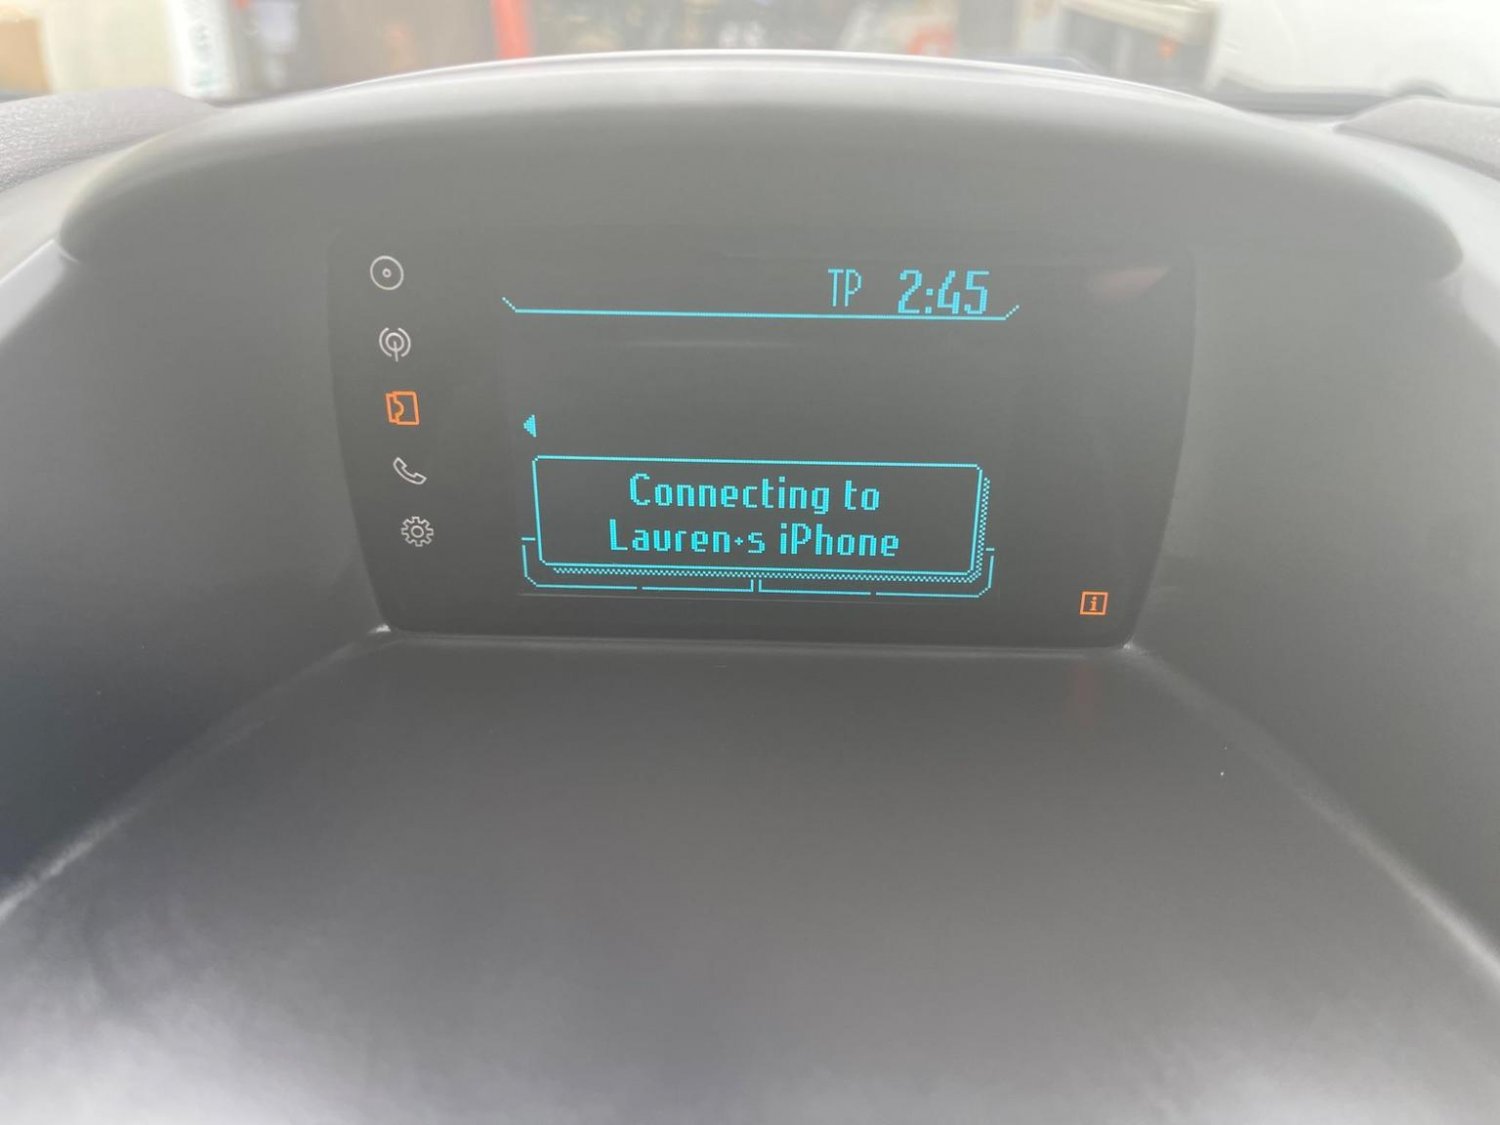 TP 2:45
Connecting to
Lauren+s iPhone
i